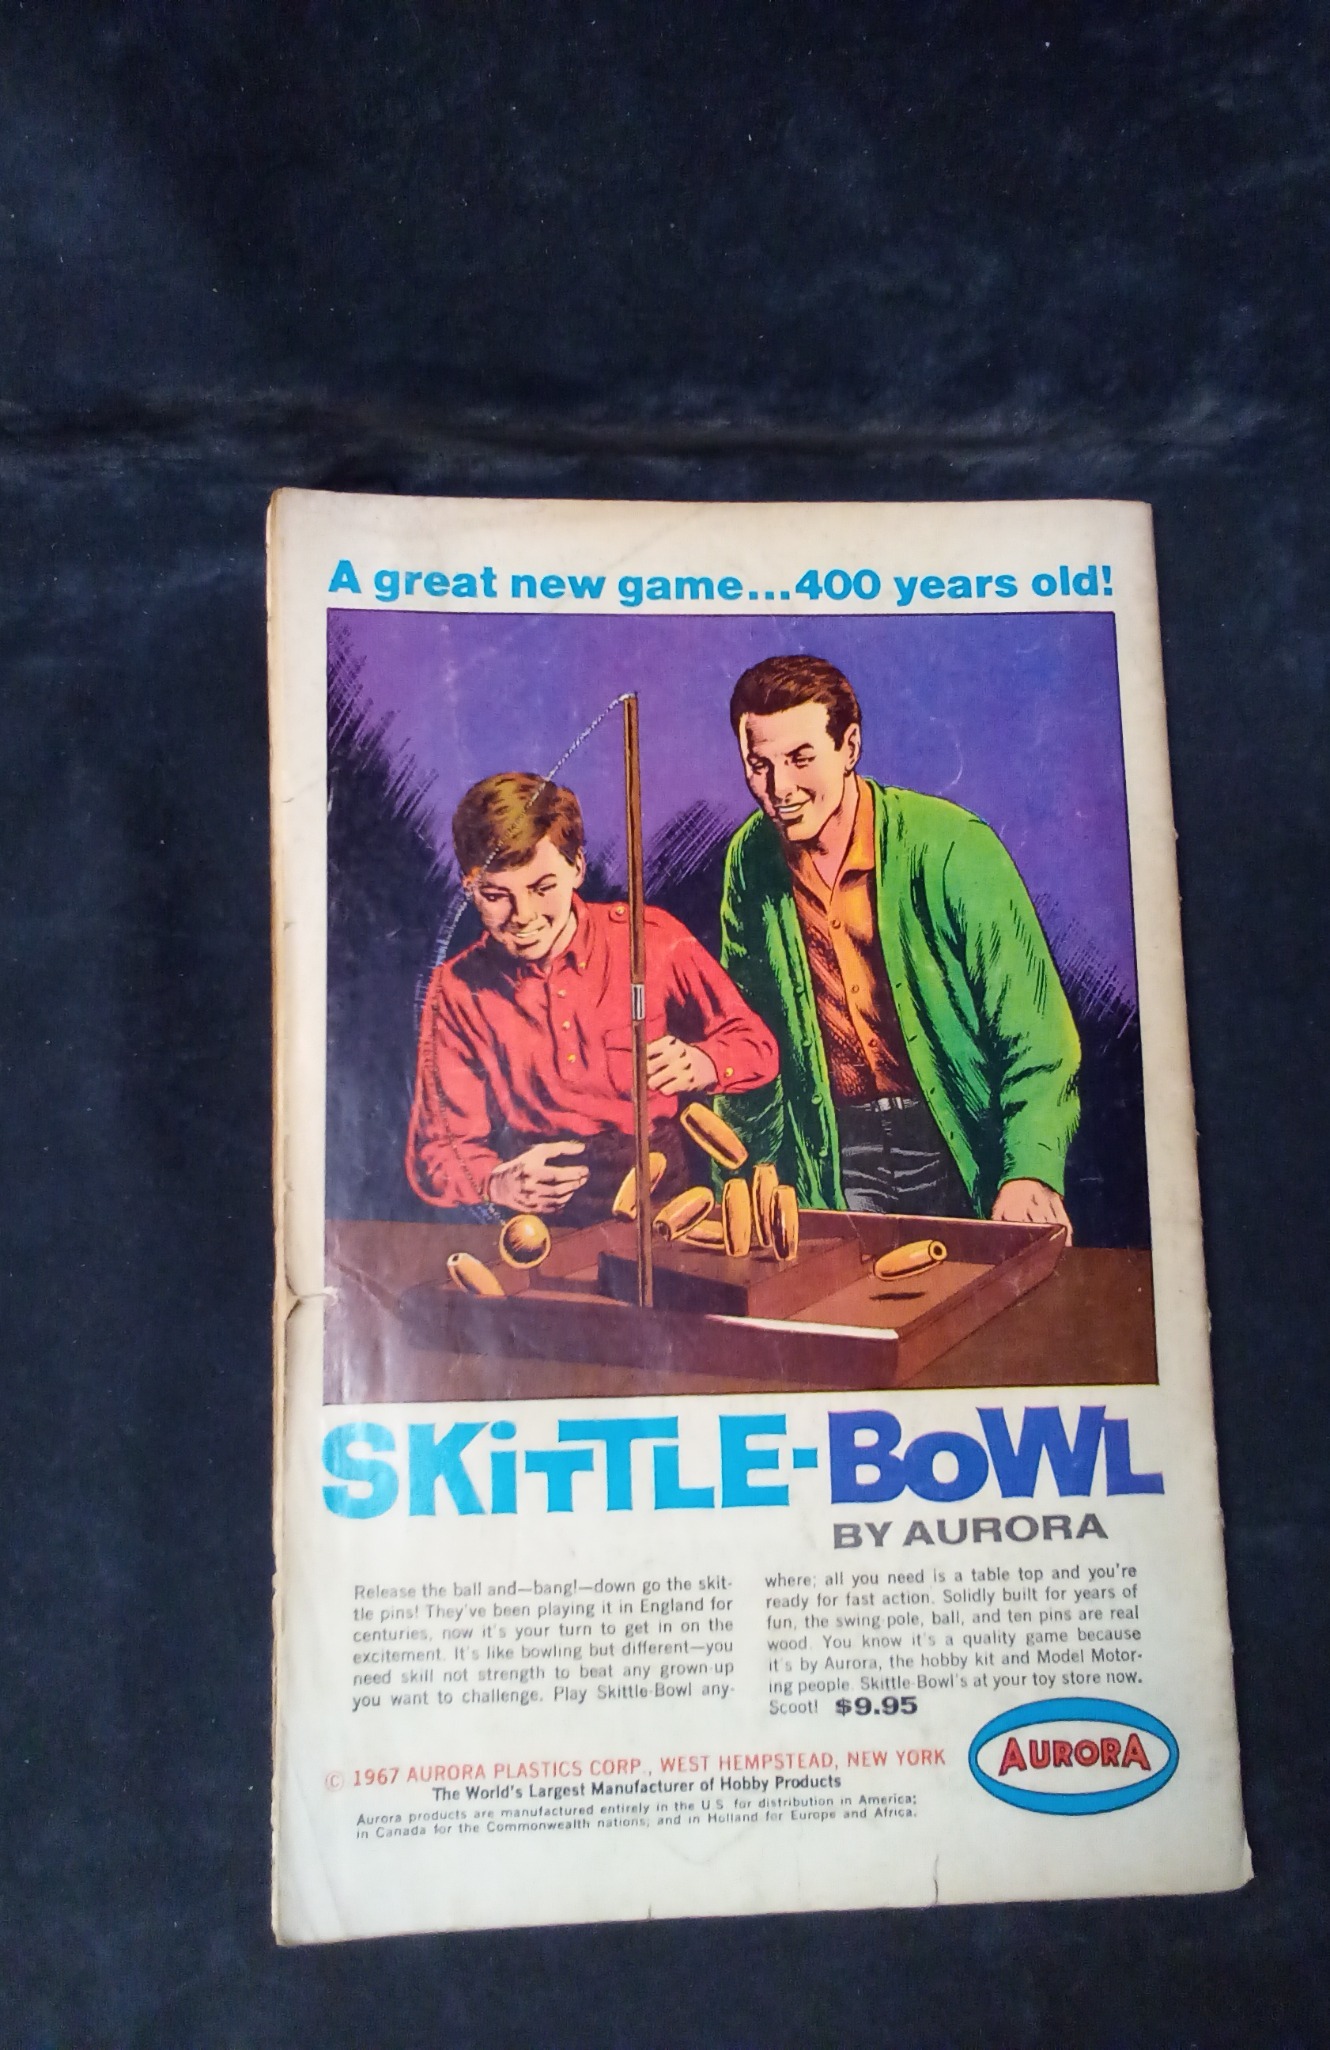 A great new game...400 years old!
SKiTTLE-BoWL
BY AURORA
Release the ball and—bang!—down go the skit-
tle pins! They've been playing it in England for
centuries, now it's your turn to get in on the
excitement. It's like bowling but different—you
need skill not strength to beat any grown-up
you want to challenge. Play Skittle-Bowl any-
where; all you need is a table top and you're
ready for fast action. Solidly built for years of
fun, the swing pole, ball, and ten pins are real
wood. You know it's a quality game because
it's by Aurora, the hobby kit and Model Motor-
ing people. Skittle-Bowl's at your toy store now.
Scoot! $9.95
AURORA
© 1967 AURORA PLASTICS CORP., WEST HEMPSTEAD, NEW YORK
The World's Largest Manufacturer of Hobby Products
Aurora products are manufactured entirely in the U.S. for distribution in America;
in Canada for the Commonwealth nations; and in Holland for Europe and Africa.